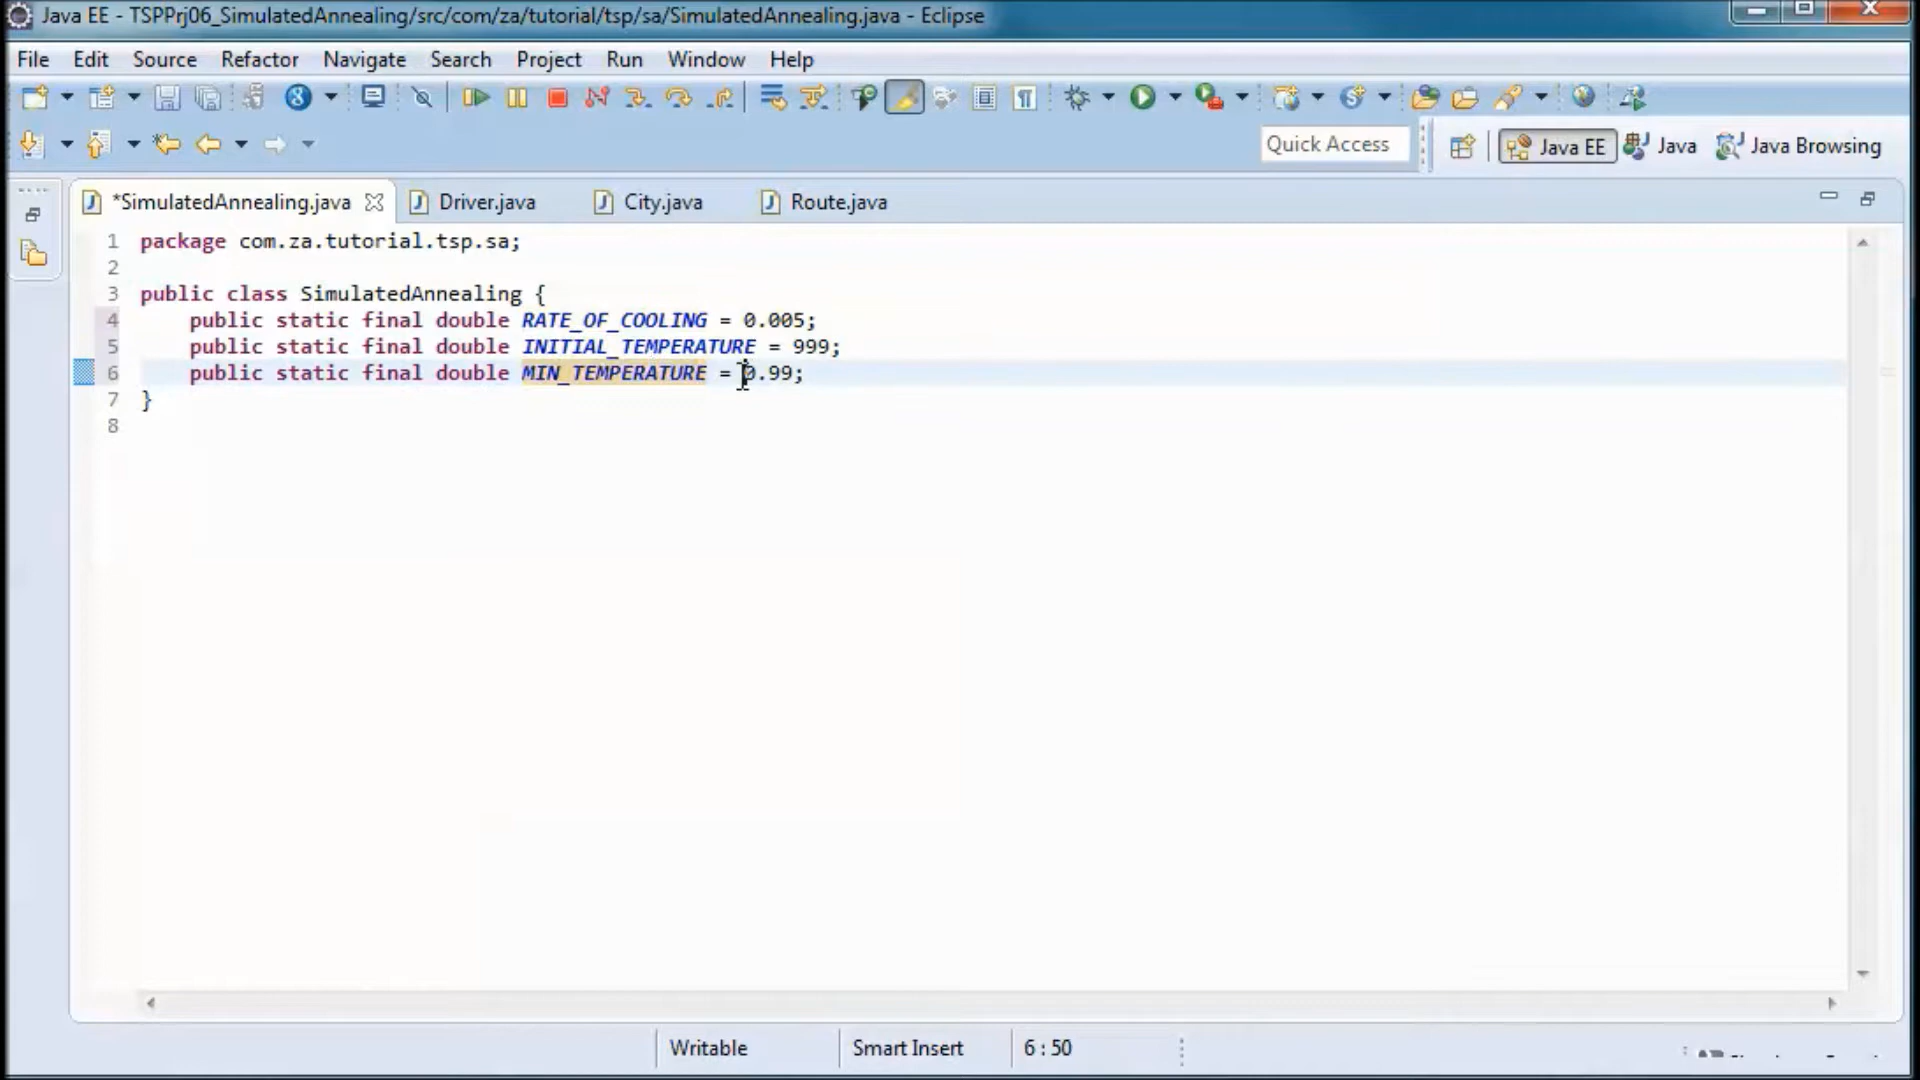 Java EE - TSPPrj06_SimulatedAnnealing/src/com/za/tutorial/tsp/sa/SimulatedAnnealing.java - Eclipse
File Edit Source Refactor Navigate Search Project Run Window Help
Quick Access Java EE Java Java Browsing
*SimulatedAnnealing.java Driver.java City.java Route.java
1 package com.za.tutorial.tsp.sa;
2
3 public class SimulatedAnnealing {
4 public static final double RATE_OF_COOLING = 0.005;
5 public static final double INITIAL_TEMPERATURE = 999;
6 public static final double MIN_TEMPERATURE = 0.99;
7 }
8
Writable Smart Insert 6 : 50